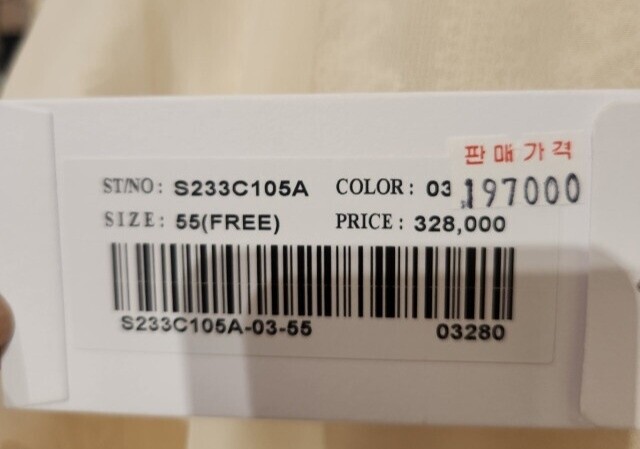 판매가격
ST/NO: S233C105A COLOR: 03 197000
SIZE: 55(FREE) PRICE: 328,000
S233C105A-03-55 03280